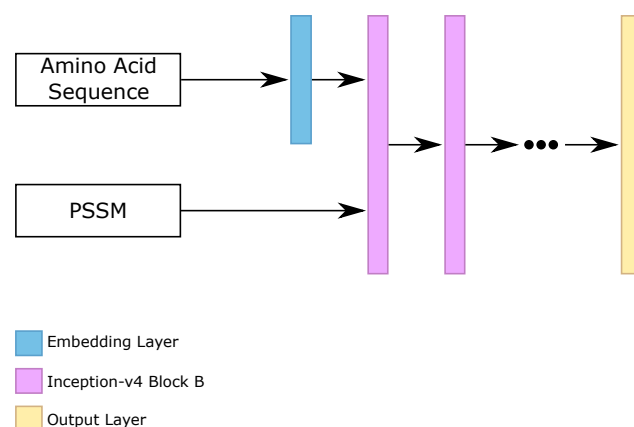 Amino Acid
Sequence
PSSM
Embedding Layer
Inception-v4 Block B
Output Layer